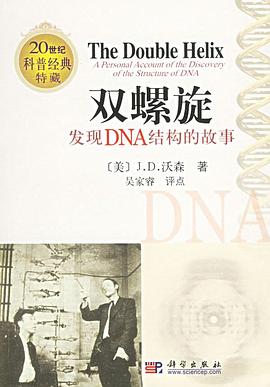 20世纪
科普经典
特藏
The Double Helix
A Personal Account of the Discovery
of the Structure of DNA
双螺旋
发现DNA结构的故事
〔美〕J.D.沃森 著
吴家睿 评点
DNA
科学出版社
www.sciencep.com